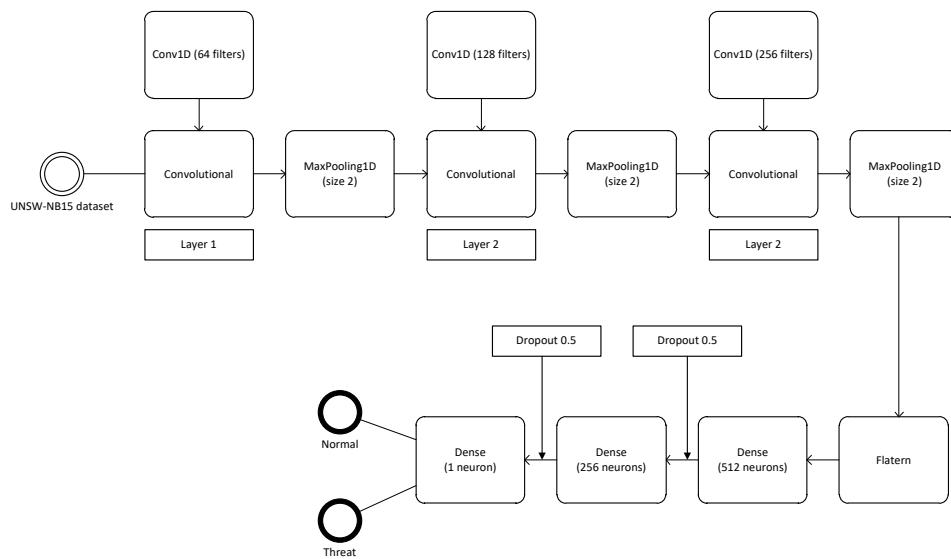 Conv1D (64 filters)
Conv1D (128 filters)
Conv1D (256 filters)
UNSW-NB15 dataset
Convolutional
MaxPooling1D
(size 2)
Convolutional
MaxPooling1D
(size 2)
Convolutional
MaxPooling1D
(size 2)
Layer 1
Layer 2
Layer 2
Dropout 0.5
Dropout 0.5
Normal
Threat
Dense
(1 neuron)
Dense
(256 neurons)
Dense
(512 neurons)
Flatern